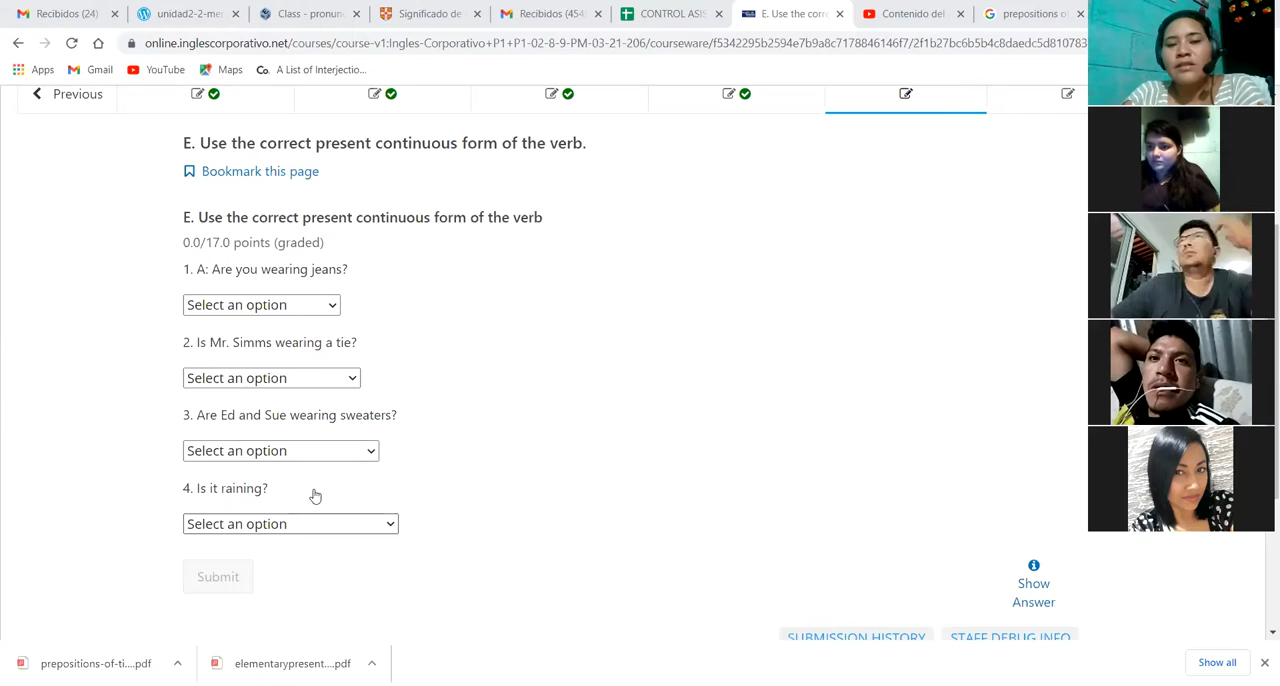 Recibidos (24)
unidad2-2-me
Class - pronun
Significado de
Recibidos (454
CONTROL ASIS
E. Use the corre
Contenido del
prepositions o
online.inglescorporativo.net/courses/course-v1:Ingles-Corporativo+P1+P1-02-8-9-PM-03-21-206/courseware/f5342295b2594e7b9a8c7178846146f7/2f1b27bc6b5b4c8daedc5d810783
Apps
Gmail
YouTube
Maps
Co.
A List of Interjectio...
Previous
E. Use the correct present continuous form of the verb.
Bookmark this page
E. Use the correct present continuous form of the verb
0.0/17.0 points (graded)
1. A: Are you wearing jeans?
Select an option
2. Is Mr. Simms wearing a tie?
Select an option
3. Are Ed and Sue wearing sweaters?
Select an option
4. Is it raining?
Select an option
Submit
Show
Answer
SUBMISSION HISTORY
STAFF DEBUG INFO
prepositions-of-ti....pdf
elementarypresent....pdf
Show all